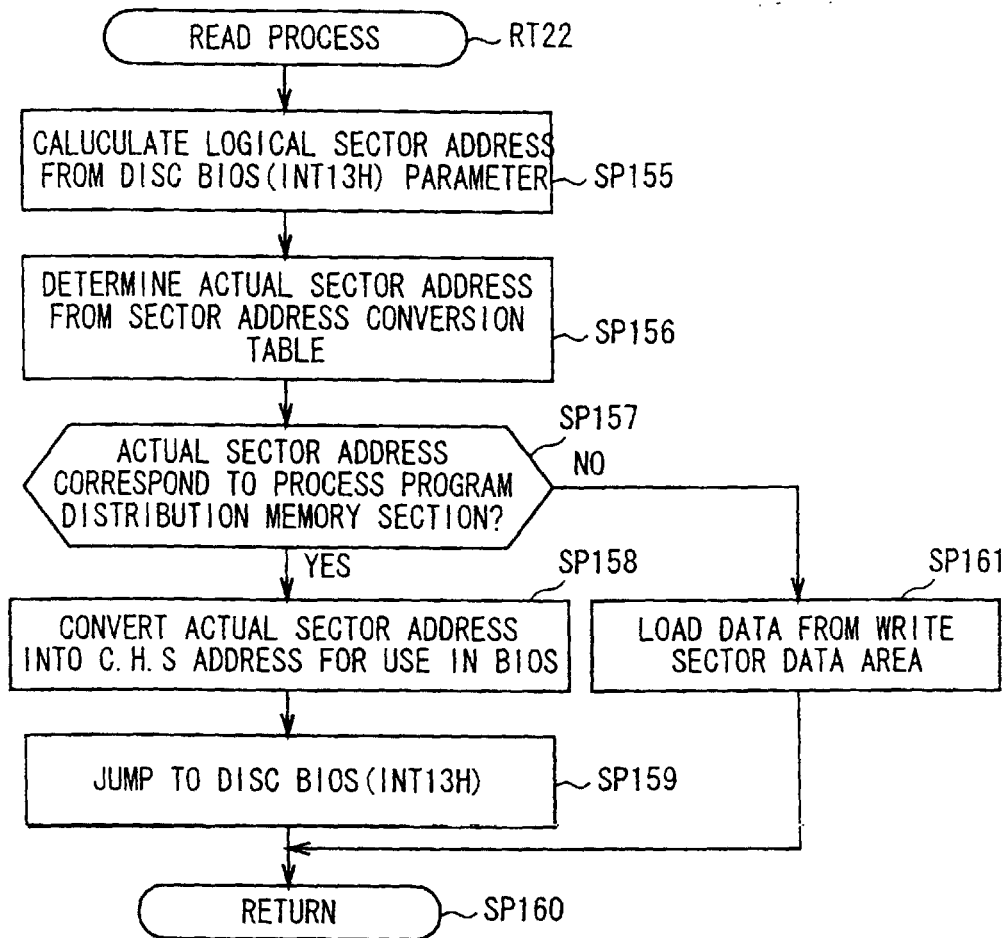 READ PROCESS
RT22
CALUCULATE LOGICAL SECTOR ADDRESS
FROM DISC BIOS(INT13H) PARAMETER
SP155
DETERMINE ACTUAL SECTOR ADDRESS
FROM SECTOR ADDRESS CONVERSION
TABLE
SP156
SP157
ACTUAL SECTOR ADDRESS
CORRESPOND TO PROCESS PROGRAM
DISTRIBUTION MEMORY SECTION?
NO
YES
SP158
CONVERT ACTUAL SECTOR ADDRESS
INTO C.H.S ADDRESS FOR USE IN BIOS
SP161
LOAD DATA FROM WRITE
SECTOR DATA AREA
JUMP TO DISC BIOS(INT13H)
SP159
RETURN
SP160